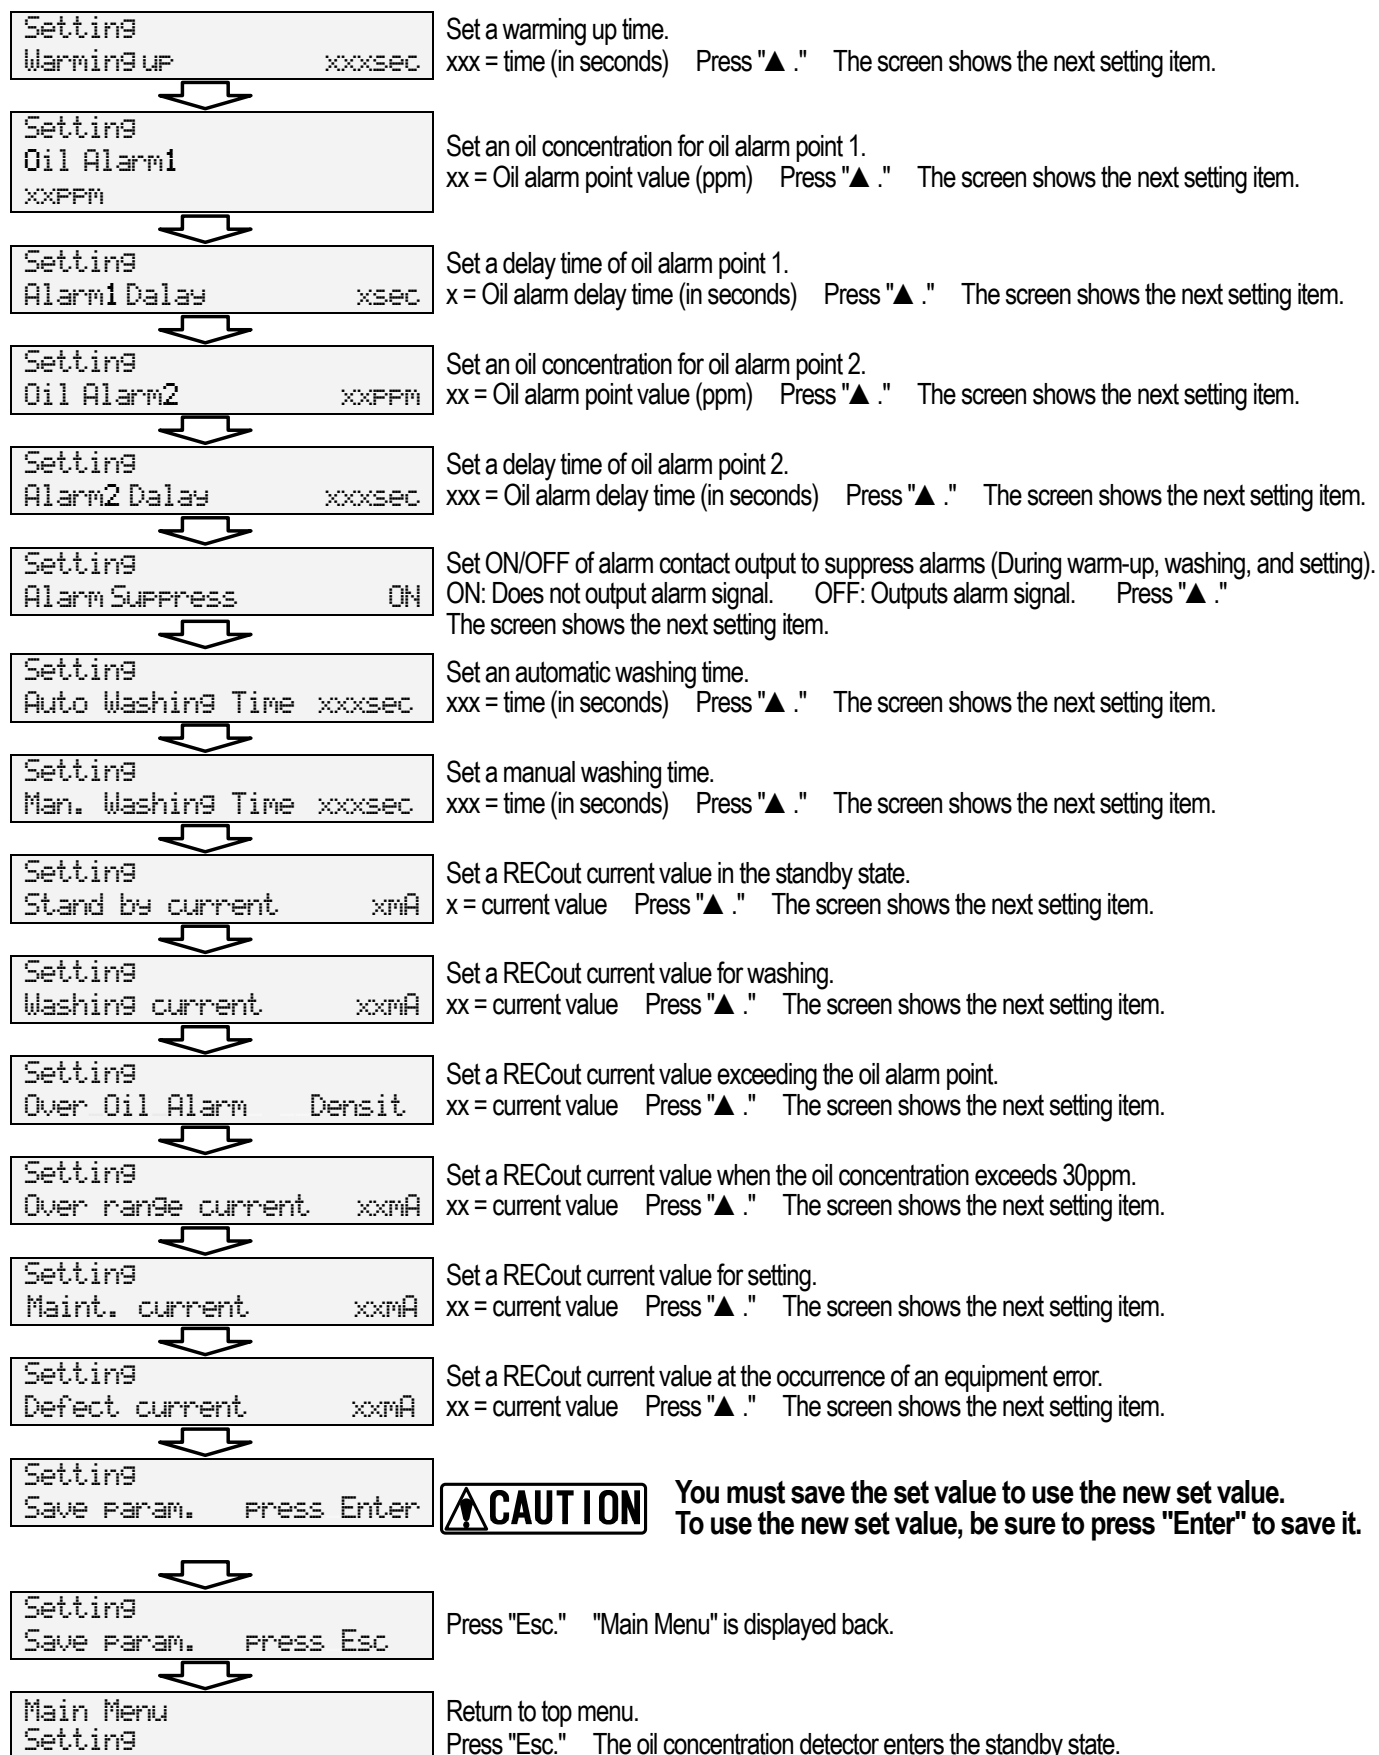 Setting
Warming up xxxsec
Set a warming up time.
xxx = time (in seconds) Press "▲ ." The screen shows the next setting item.
Setting
Oil Alarm1
xxppm
Set an oil concentration for oil alarm point 1.
xx = Oil alarm point value (ppm) Press "▲ ." The screen shows the next setting item.
Setting
Alarm1 Dalay xsec
Set a delay time of oil alarm point 1.
x = Oil alarm delay time (in seconds) Press "▲ ." The screen shows the next setting item.
Setting
Oil Alarm2 xxppm
Set an oil concentration for oil alarm point 2.
xx = Oil alarm point value (ppm) Press "▲ ." The screen shows the next setting item.
Setting
Alarm2 Dalay xxxsec
Set a delay time of oil alarm point 2.
xxx = Oil alarm delay time (in seconds) Press "▲ ." The screen shows the next setting item.
Setting
Alarm Suppress ON
Set ON/OFF of alarm contact output to suppress alarms (During warm-up, washing, and setting).
ON: Does not output alarm signal. OFF: Outputs alarm signal. Press "▲ ."
The screen shows the next setting item.
Setting
Auto Washing Time xxxsec
Set an automatic washing time.
xxx = time (in seconds) Press "▲ ." The screen shows the next setting item.
Setting
Man. Washing Time xxxsec
Set a manual washing time.
xxx = time (in seconds) Press "▲ ." The screen shows the next setting item.
Setting
Stand by current xmA
Set a RECout current value in the standby state.
x = current value Press "▲ ." The screen shows the next setting item.
Setting
Washing current xxmA
Set a RECout current value for washing.
xx = current value Press "▲ ." The screen shows the next setting item.
Setting
Over Oil Alarm Densit
Set a RECout current value exceeding the oil alarm point.
xx = current value Press "▲ ." The screen shows the next setting item.
Setting
Over range current xxmA
Set a RECout current value when the oil concentration exceeds 30ppm.
xx = current value Press "▲ ." The screen shows the next setting item.
Setting
Maint. current xxmA
Set a RECout current value for setting.
xx = current value Press "▲ ." The screen shows the next setting item.
Setting
Defect current xxmA
Set a RECout current value at the occurrence of an equipment error.
xx = current value Press "▲ ." The screen shows the next setting item.
Setting
Save param. press Enter
CAUTION
You must save the set value to use the new set value.
To use the new set value, be sure to press "Enter" to save it.
Setting
Save param. press Esc
Press "Esc." "Main Menu" is displayed back.
Main Menu
Setting
Return to top menu.
Press "Esc." The oil concentration detector enters the standby state.